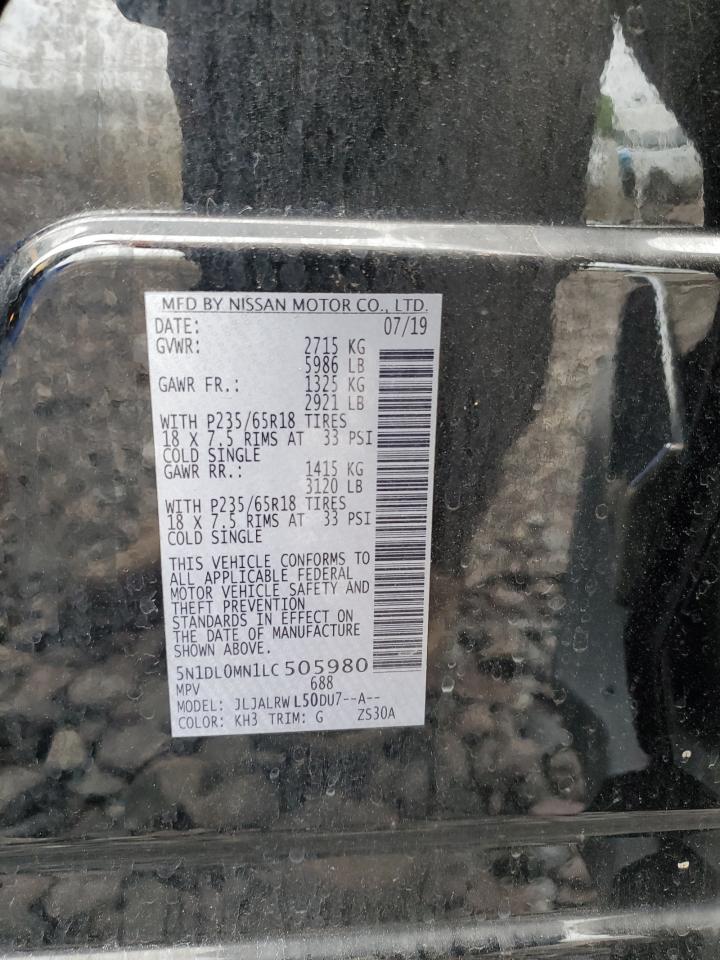 MFD BY NISSAN MOTOR CO., LTD.
DATE: 07/19
GVWR: 2715 KG
5986 LB
GAWR FR.: 1325 KG
2921 LB
WITH P235/65R18 TIRES
18 X 7.5 RIMS AT 33 PSI
COLD SINGLE
GAWR RR.: 1415 KG
3120 LB
WITH P235/65R18 TIRES
18 X 7.5 RIMS AT 33 PSI
COLD SINGLE
THIS VEHICLE CONFORMS TO
ALL APPLICABLE FEDERAL
MOTOR VEHICLE SAFETY AND
THEFT PREVENTION
STANDARDS IN EFFECT ON
THE DATE OF MANUFACTURE
SHOWN ABOVE.
5N1DL0MN1LC505980
MPV 688
MODEL: JLJALRWL50DU7--A--
COLOR: KH3 TRIM: G ZS30A